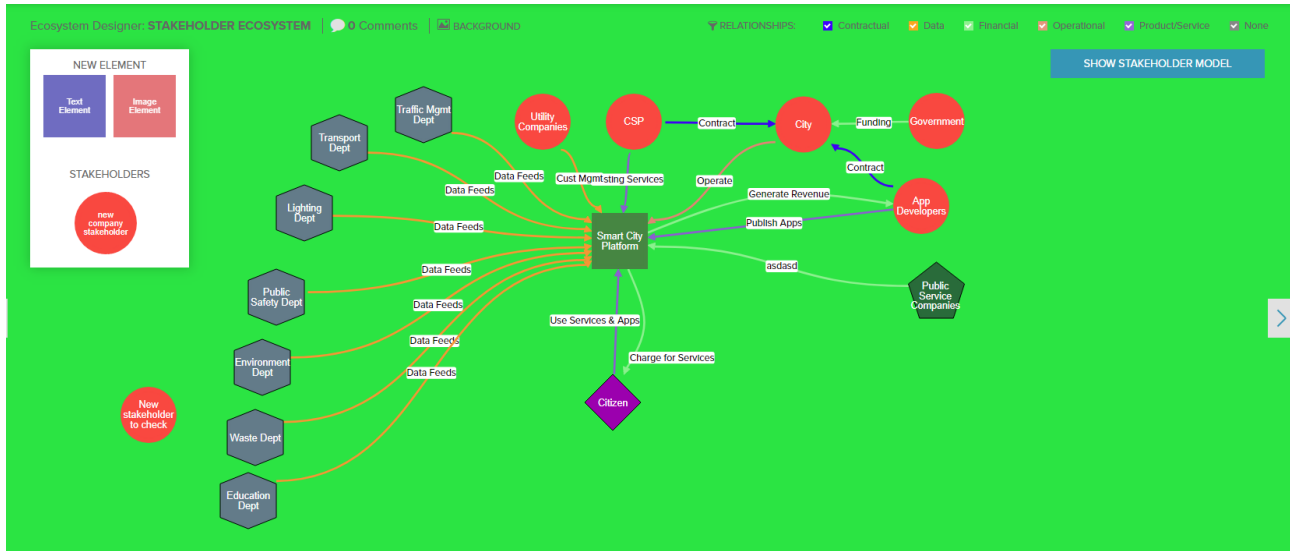 Ecosystem Designer: STAKEHOLDER ECOSYSTEM
0 Comments
BACKGROUND
RELATIONSHIPS:
Contractual
Data
Financial
Operational
Product/Service
None
SHOW STAKEHOLDER MODEL
NEW ELEMENT
Text
Element
Image
Element
STAKEHOLDERS
new
company
stakeholder
Traffic Mgmt
Dept
Transport
Dept
Lighting
Dept
Public
Safety Dept
Environment
Dept
Waste Dept
Education
Dept
New
stakeholder
to check
Utility
Companies
CSP
Contract
City
Funding
Government
Contract
App
Developers
Data Feeds
Data Feeds
Data Feeds
Data Feeds
Data Feeds
Data Feeds
Data Feeds
Cust Mgmt
Services
Operate
Generate Revenue
Publish Apps
asdasd
Smart City
Platform
Public
Service
Companies
Use Services & Apps
Charge for Services
Citizen